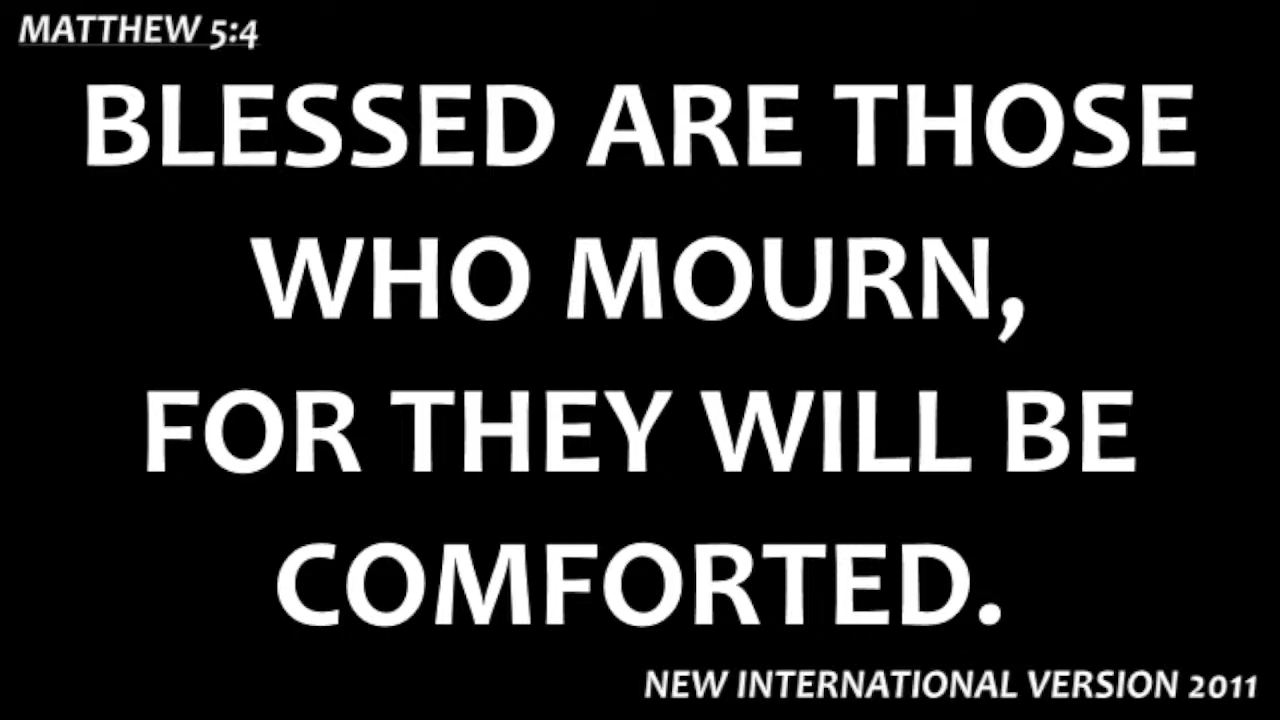 MATTHEW 5:4
BLESSED ARE THOSE
WHO MOURN,
FOR THEY WILL BE
COMFORTED.
NEW INTERNATIONAL VERSION 2011